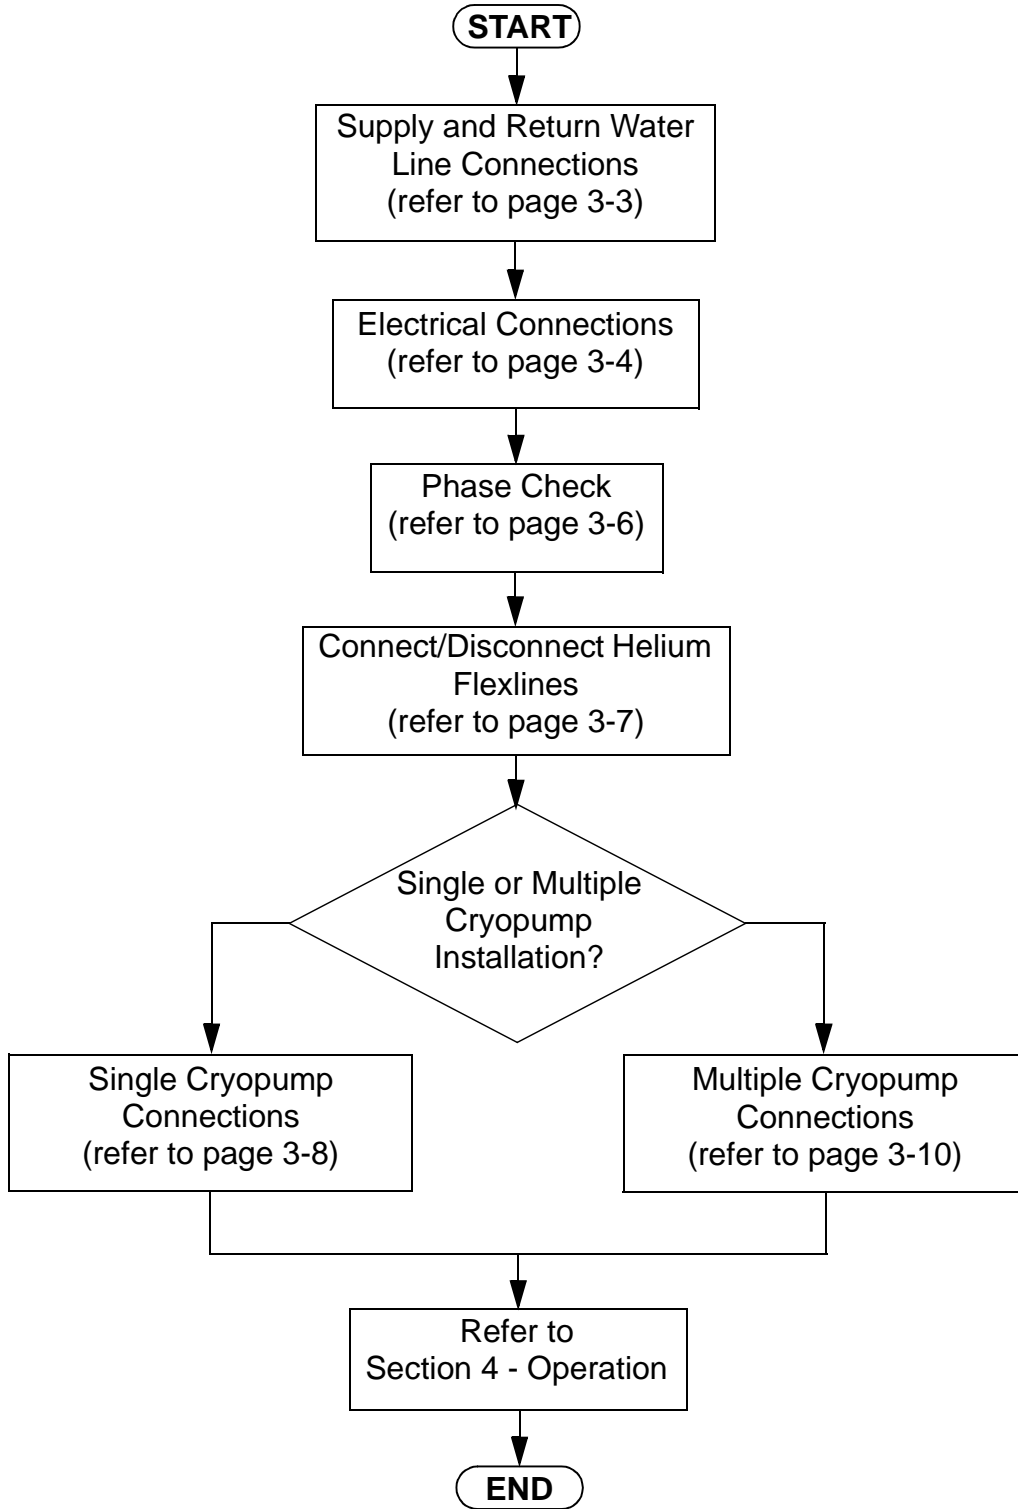 START
Supply and Return Water
Line Connections
(refer to page 3-3)
Electrical Connections
(refer to page 3-4)
Phase Check
(refer to page 3-6)
Connect/Disconnect Helium
Flexlines
(refer to page 3-7)
Single or Multiple
Cryopump
Installation?
Single Cryopump
Connections
(refer to page 3-8)
Multiple Cryopump
Connections
(refer to page 3-10)
Refer to
Section 4 - Operation
END